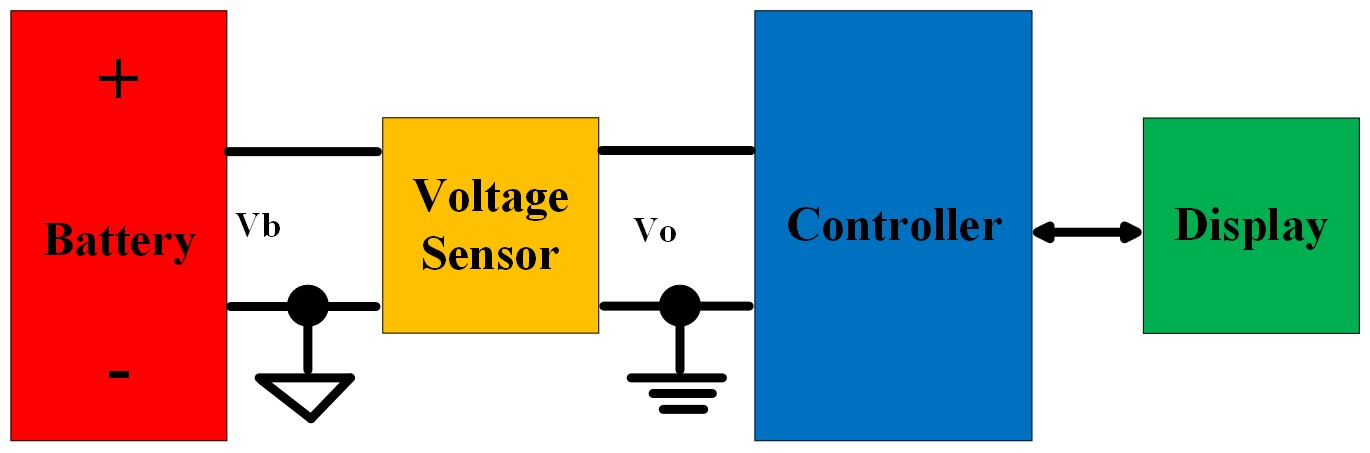 +
Battery
-
Vb
Voltage
Sensor
Vo
Controller
Display